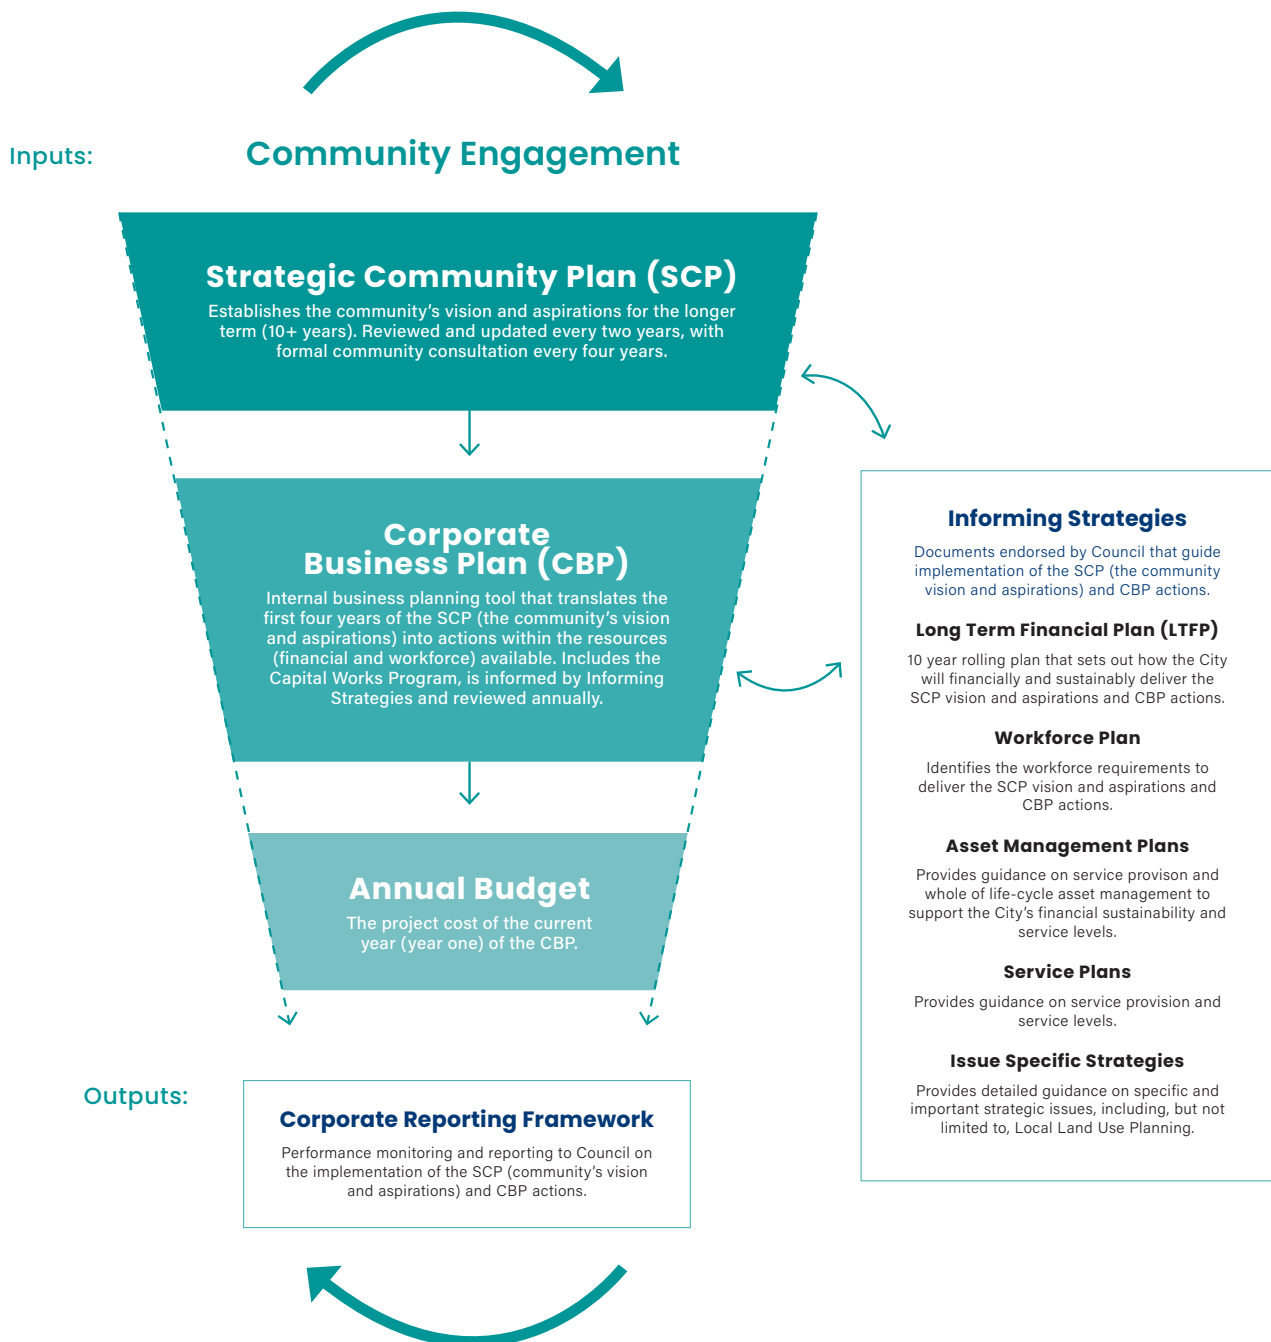 Inputs:
Community Engagement
Strategic Community Plan (SCP)
Establishes the community’s vision and aspirations for the longer
term (10+ years). Reviewed and updated every two years, with
formal community consultation every four years.
Corporate
Business Plan (CBP)
Internal business planning tool that translates the
first four years of the SCP (the community’s vision
and aspirations) into actions within the resources
(financial and workforce) available. Includes the
Capital Works Program, is informed by Informing
Strategies and reviewed annually.
Annual Budget
The project cost of the current
year (year one) of the CBP.
Informing Strategies
Documents endorsed by Council that guide
implementation of the SCP (the community
vision and aspirations) and CBP actions.
Long Term Financial Plan (LTFP)
10 year rolling plan that sets out how the City
will financially and sustainably deliver the
SCP vision and aspirations and CBP actions.
Workforce Plan
Identifies the workforce requirements to
deliver the SCP vision and aspirations and
CBP actions.
Asset Management Plans
Provides guidance on service provison and
whole of life-cycle asset management to
support the City’s financial sustainability and
service levels.
Service Plans
Provides guidance on service provision and
service levels.
Issue Specific Strategies
Provides detailed guidance on specific and
important strategic issues, including, but not
limited to, Local Land Use Planning.
Outputs:
Corporate Reporting Framework
Performance monitoring and reporting to Council on
the implementation of the SCP (community’s vision
and aspirations) and CBP actions.